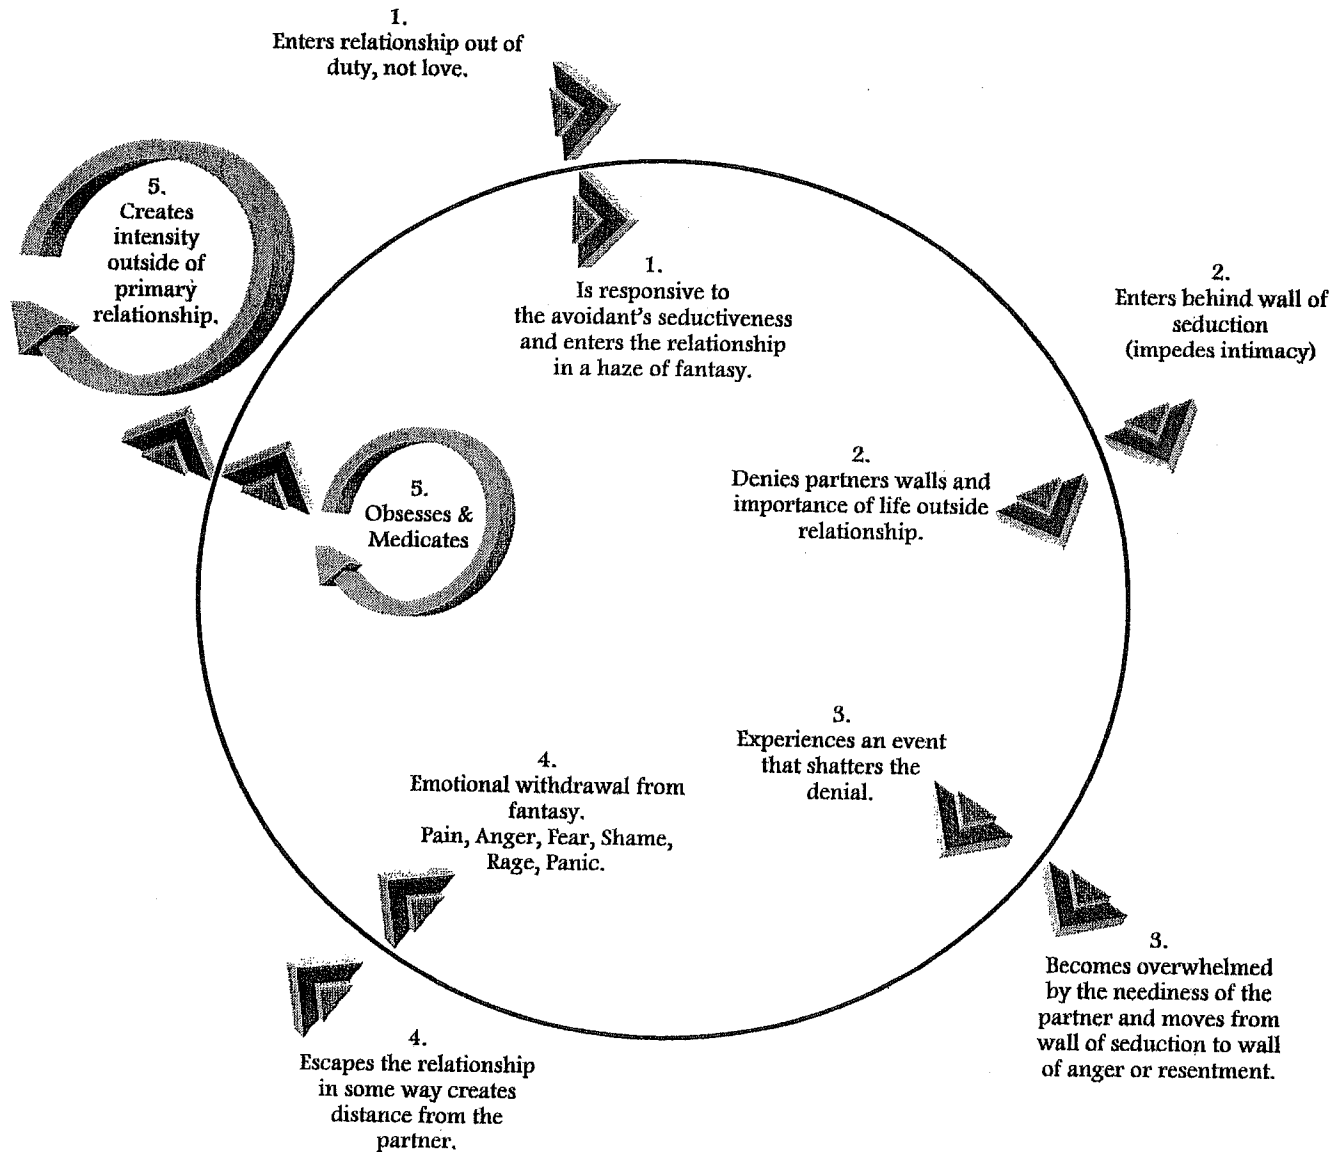 1.
Enters relationship out of
duty, not love.
5.
Creates
intensity
outside of
primary
relationship.
1.
Is responsive to
the avoidant's seductiveness
and enters the relationship
in a haze of fantasy.
2.
Enters behind wall of
seduction
(impedes intimacy)
2.
Denies partners walls and
importance of life outside
relationship.
5.
Obsesses &
Medicates
3.
Experiences an event
that shatters the
denial.
4.
Emotional withdrawal from
fantasy.
Pain, Anger, Fear, Shame,
Rage, Panic.
3.
Becomes overwhelmed
by the neediness of the
partner and moves from
wall of seduction to wall
of anger or resentment.
4.
Escapes the relationship
in some way creates
distance from the
partner.